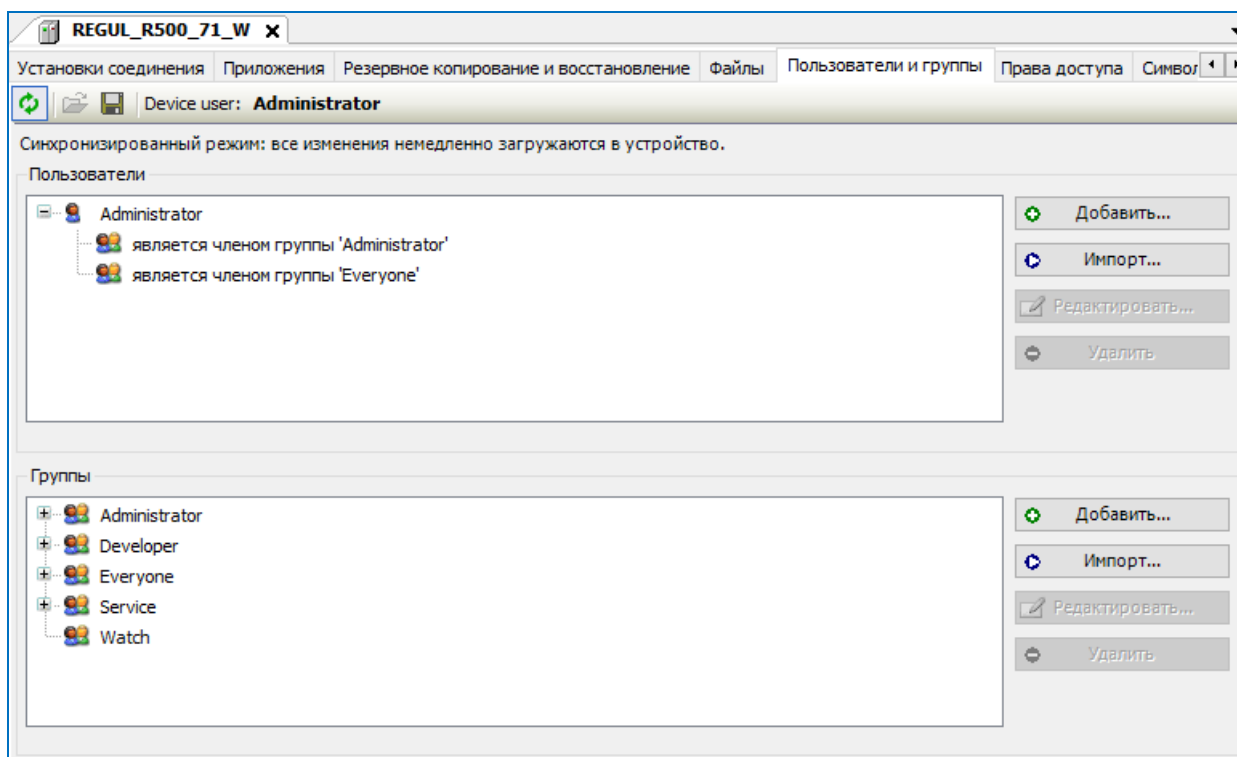 REGUL_R500_71_W
Установки соединения Приложения Резервное копирование и восстановление Файлы Пользователи и группы Права доступа Символ
Device user: Administrator
Синхронизированный режим: все изменения немедленно загружаются в устройство.
Пользователи
Administrator
является членом группы 'Administrator'
является членом группы 'Everyone'
Добавить...
Импорт...
Редактировать...
Удалить
Группы
Administrator
Developer
Everyone
Service
Watch
Добавить...
Импорт...
Редактировать...
Удалить